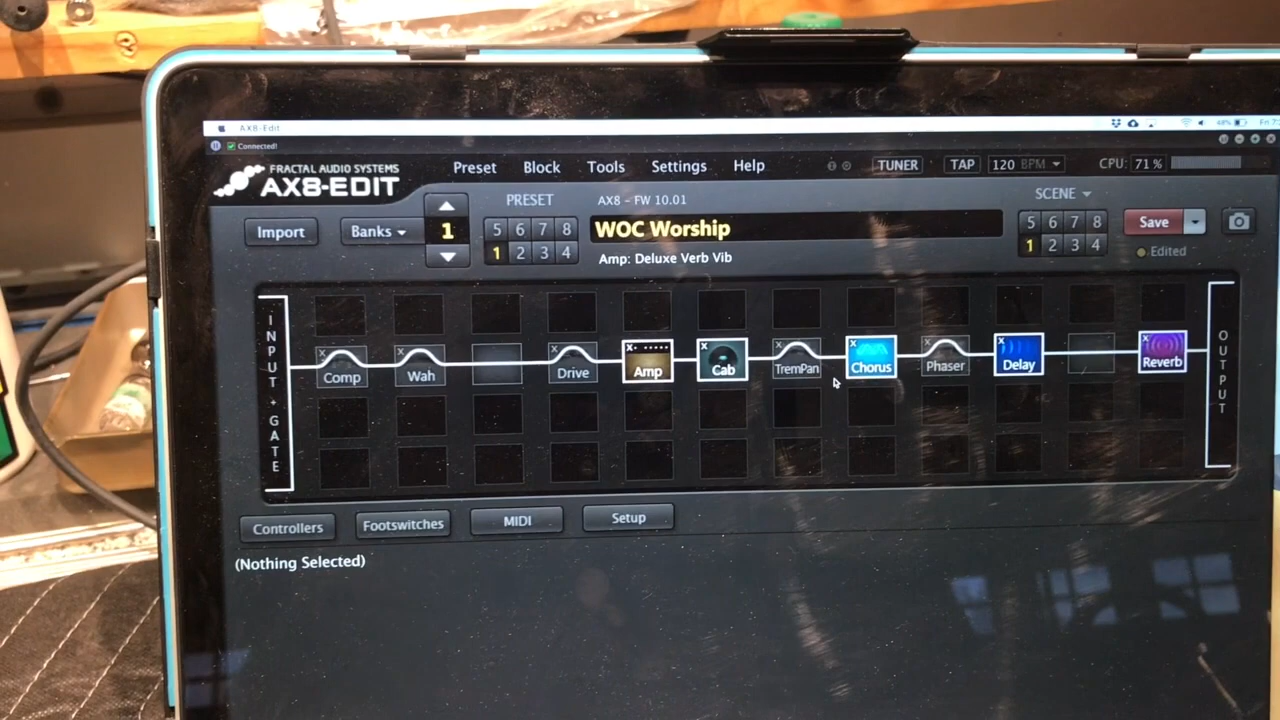 AX8-Edit 48% Fri 7:
Connected!
FRACTAL AUDIO SYSTEMS
AX8-EDIT
Preset Block Tools Settings Help TUNER TAP 120 BPM CPU: 71 %
PRESET AX8 - FW 10.01 SCENE
Import Banks 1 5 6 7 8 WOC Worship 5 6 7 8 Save
1 2 3 4 Amp: Deluxe Verb Vib 1 2 3 4 Edited
INPUT + GATE
X Comp X Wah X Drive X Amp X Cab X TremPan X Chorus X Phaser X Delay X Reverb
OUTPUT
Controllers Footswitches MIDI Setup
(Nothing Selected)